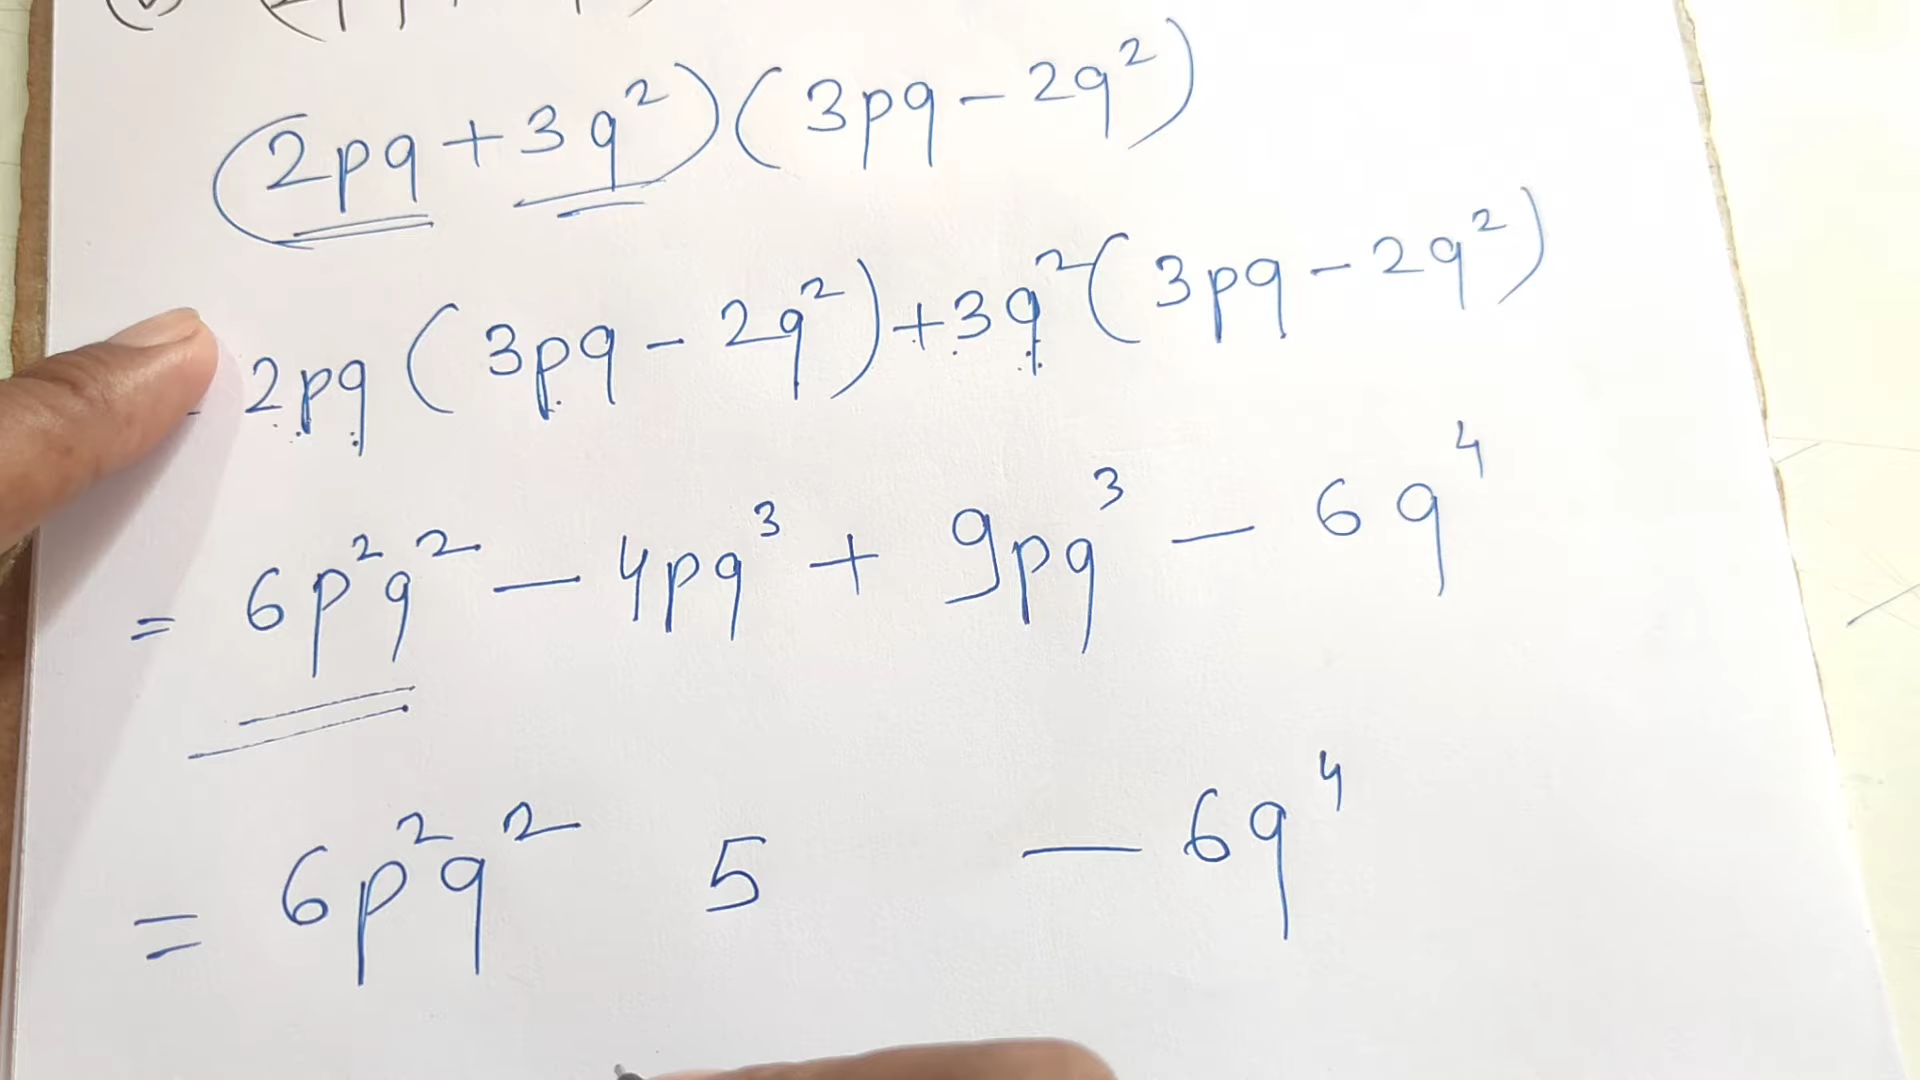 (2pq + 3q²)(3pq - 2q²)
2pq (3pq - 2q²) + 3q² (3pq - 2q²)
= 6p²q² - 4pq³ + 9pq³ - 6q⁴
= 6p²q² 5 - 6q⁴